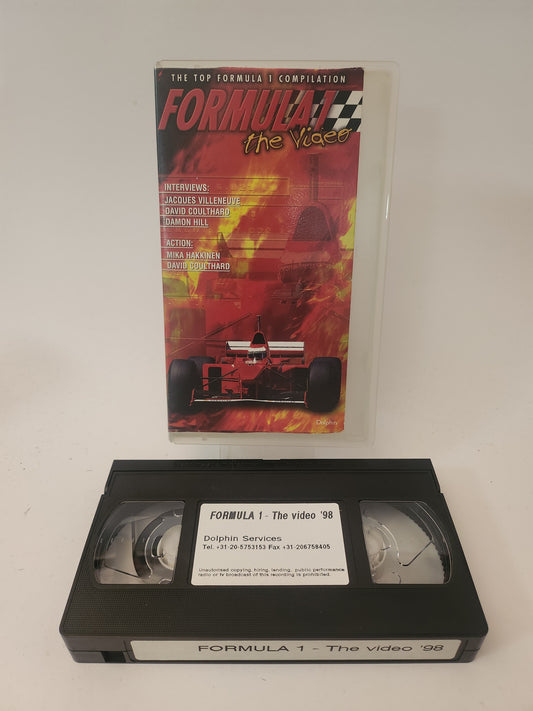 THE TOP FORMULA 1 COMPILATION
FORMULA 1
the Video
INTERVIEWS:
JACQUES VILLENEUVE
DAVID COULTHARD
DAMON HILL
ACTION:
MIKA HAKKINEN
DAVID COULTHARD
Dolphin
FORMULA 1 - The video '98
Dolphin Services
Tel. +31-20-5753153 Fax +31-206758405
Unautorised copying, hiring, lending, public performance
radio or tv broadcast of this recording is prohibited.
FORMULA 1 - The video '98